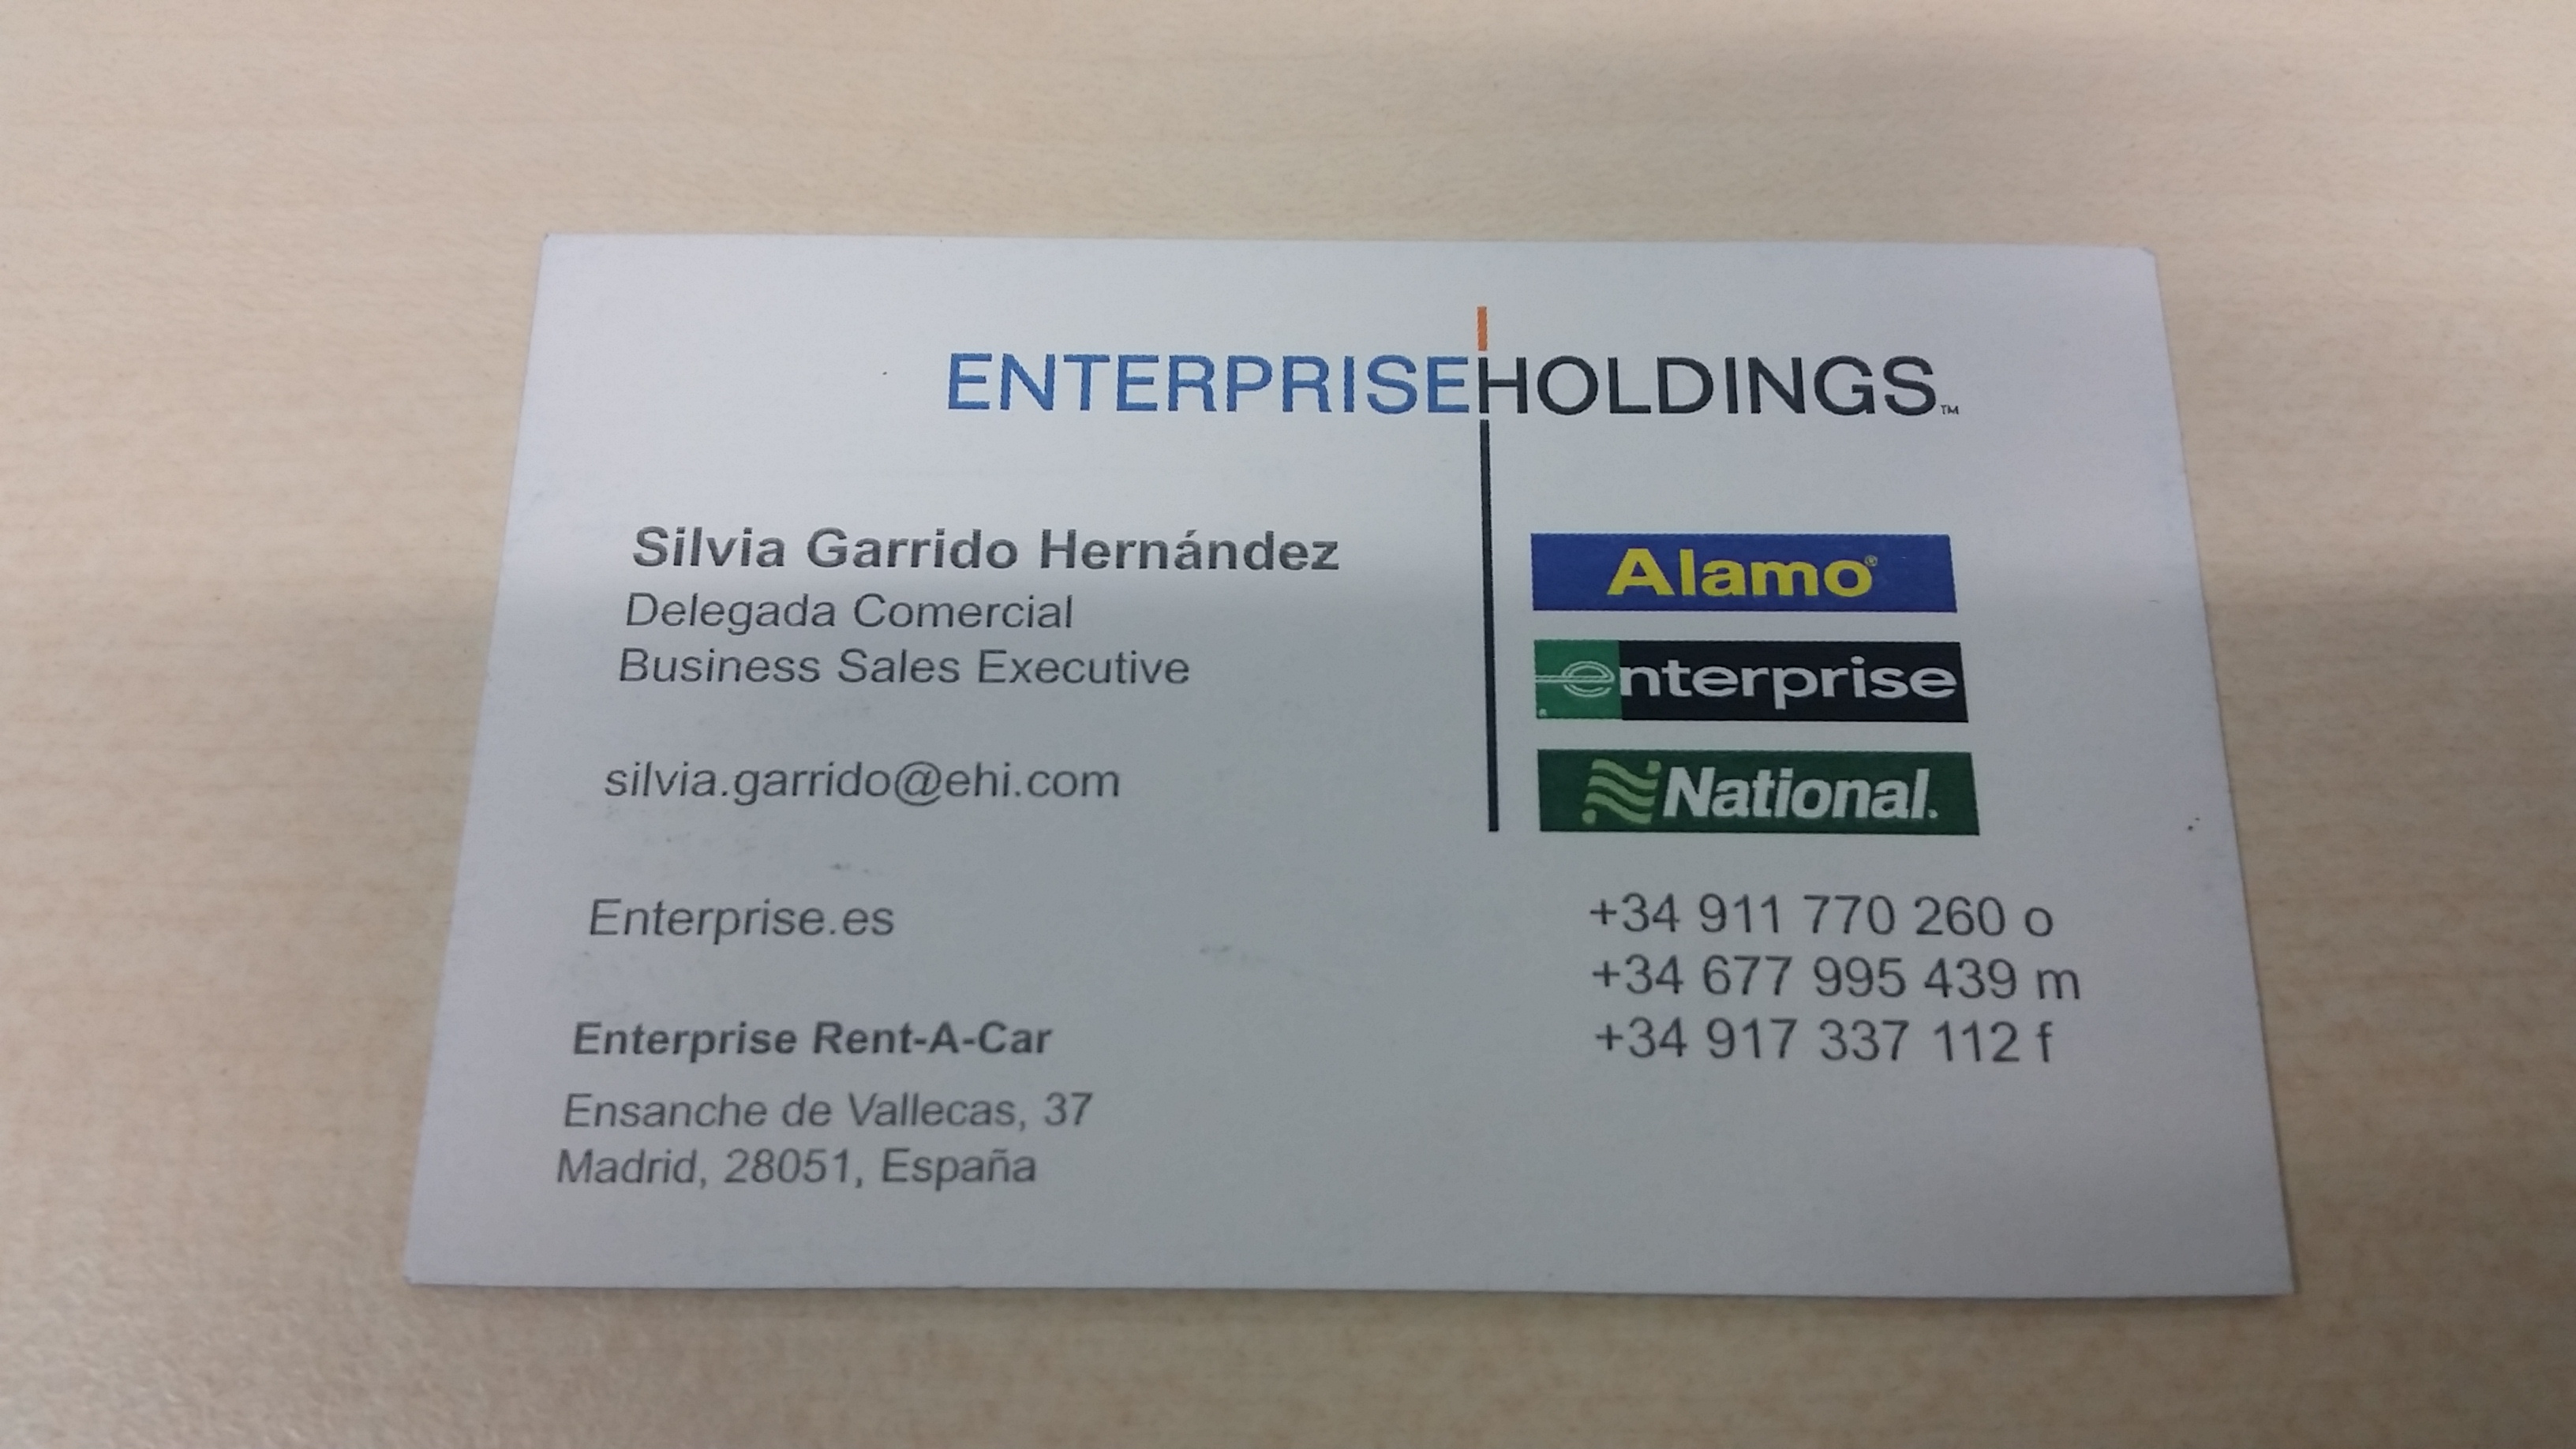 ENTERPRISEHOLDINGS™
Silvia Garrido Hernández
Delegada Comercial
Business Sales Executive
silvia.garrido@ehi.com
Alamo®
enterprise
National.
Enterprise.es
+34 911 770 260 o
+34 677 995 439 m
+34 917 337 112 f
Enterprise Rent-A-Car
Ensanche de Vallecas, 37
Madrid, 28051, España